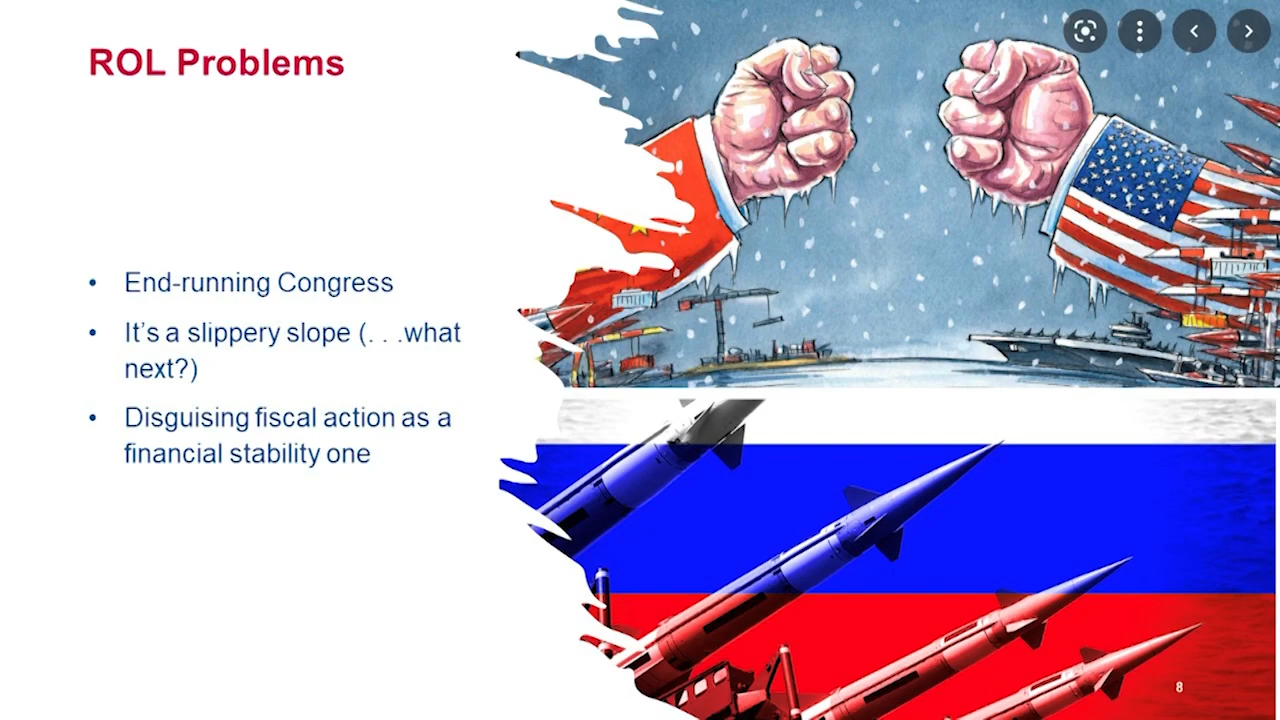 ROL Problems
• End-running Congress
• It’s a slippery slope (. . .what
next?)
• Disguising fiscal action as a
financial stability one
8